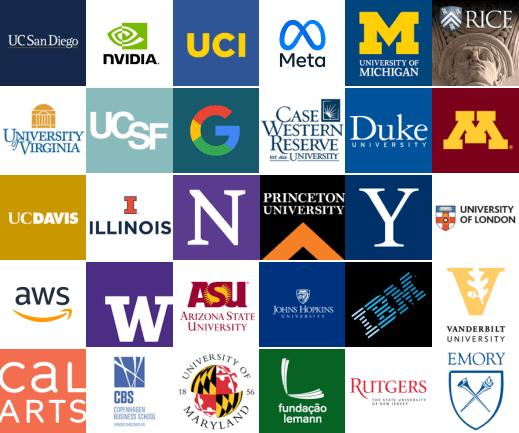 UC San Diego
NVIDIA.
UCI
Meta
M
UNIVERSITY OF
MICHIGAN
RICE
UNIVERSITY
of VIRGINIA
UCSF
G
CASE
WESTERN
RESERVE
UNIVERSITY
Duke
UNIVERSITY
M
UCDAVIS
I
ILLINOIS
N
PRINCETON
UNIVERSITY
Y
UNIVERSITY
OF LONDON
aws
W
ASU
ARIZONA STATE
UNIVERSITY
JOHNS HOPKINS
UNIVERSITY
IBM
V
VANDERBILT
UNIVERSITY
CAL
ARTS
CBS
COPENHAGEN
BUSINESS SCHOOL
UNIVERSITY OF
18 56
MARYLAND
fundação
lemann
RUTGERS
THE STATE UNIVERSITY
OF NEW JERSEY
EMORY